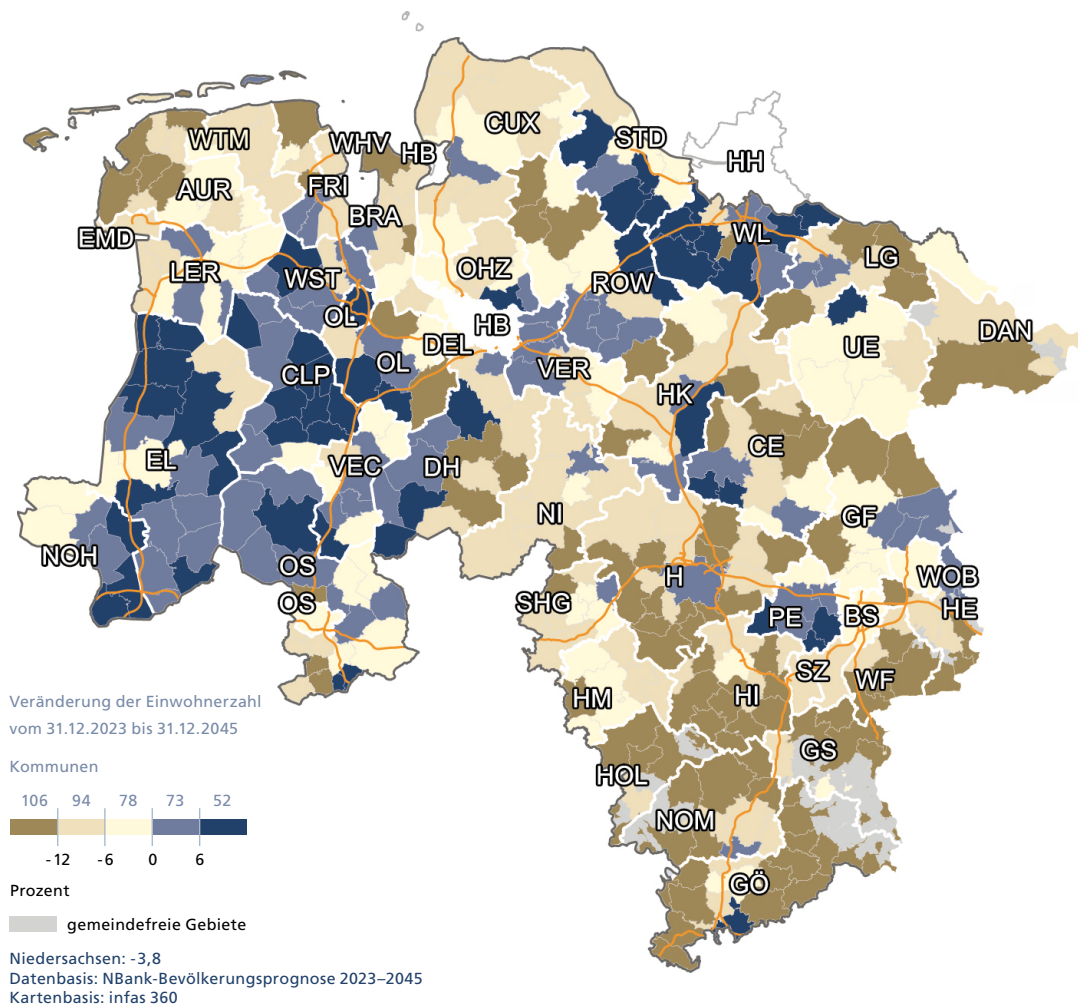 CUX
STD
WTM
WHV
HB
HH
AUR
FRI
BRA
WL
EMD
LG
LER
WST
OHZ
ROW
DAN
OL
HB
UE
DEL
OL
VER
CLP
HK
CE
EL
VEC
DH
NI
GF
NOH
OS
H
WOB
OS
SHG
PE
BS
HE
SZ
WF
HM
HI
GS
HOL
NOM
GÖ
Veränderung der Einwohnerzahl
vom 31.12.2023 bis 31.12.2045
Kommunen
106 94 78 73 52
-12 -6 0 6
Prozent
gemeindefreie Gebiete
Niedersachsen: -3,8
Datenbasis: NBank-Bevölkerungsprognose 2023–2045
Kartenbasis: infas 360